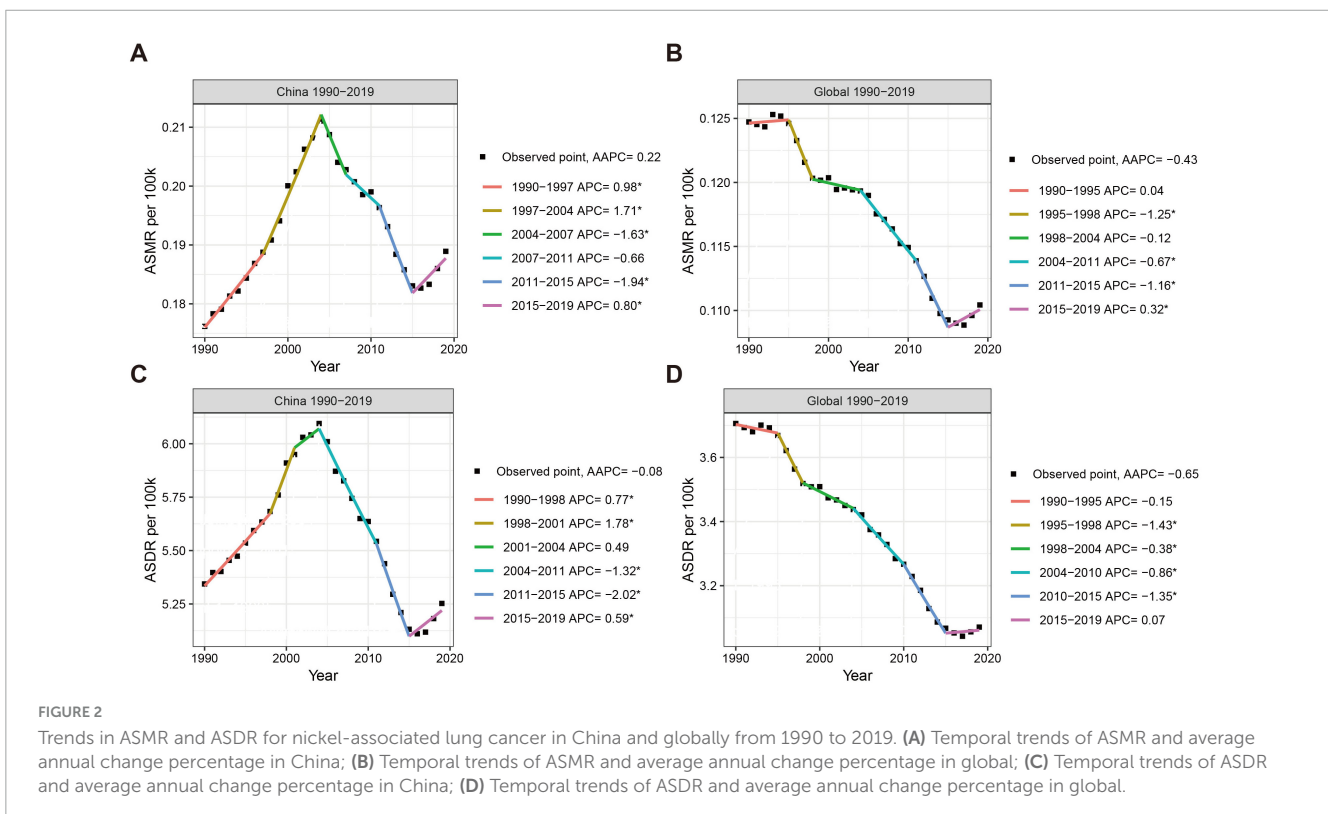 A
China 1990−2019
ASMR per 100k
0.21
0.20
0.19
0.18
1990
2000
2010
2020
Year
Observed point, AAPC= 0.22
1990−1997 APC= 0.98*
1997−2004 APC= 1.71*
2004−2007 APC= −1.63*
2007−2011 APC= −0.66
2011−2015 APC= −1.94*
2015−2019 APC= 0.80*
B
Global 1990−2019
ASMR per 100k
0.125
0.120
0.115
0.110
1990
2000
2010
2020
Year
Observed point, AAPC= −0.43
1990−1995 APC= 0.04
1995−1998 APC= −1.25*
1998−2004 APC= −0.12
2004−2011 APC= −0.67*
2011−2015 APC= −1.16*
2015−2019 APC= 0.32*
C
China 1990−2019
ASDR per 100k
6.00
5.75
5.50
5.25
1990
2000
2010
2020
Year
Observed point, AAPC= −0.08
1990−1998 APC= 0.77*
1998−2001 APC= 1.78*
2001−2004 APC= 0.49
2004−2011 APC= −1.32*
2011−2015 APC= −2.02*
2015−2019 APC= 0.59*
D
Global 1990−2019
ASDR per 100k
3.6
3.4
3.2
1990
2000
2010
2020
Year
Observed point, AAPC= −0.65
1990−1995 APC= −0.15
1995−1998 APC= −1.43*
1998−2004 APC= −0.38*
2004−2010 APC= −0.86*
2010−2015 APC= −1.35*
2015−2019 APC= 0.07
FIGURE 2
Trends in ASMR and ASDR for nickel-associated lung cancer in China and globally from 1990 to 2019. (A) Temporal trends of ASMR and average
annual change percentage in China; (B) Temporal trends of ASMR and average annual change percentage in global; (C) Temporal trends of ASDR
and average annual change percentage in China; (D) Temporal trends of ASDR and average annual change percentage in global.